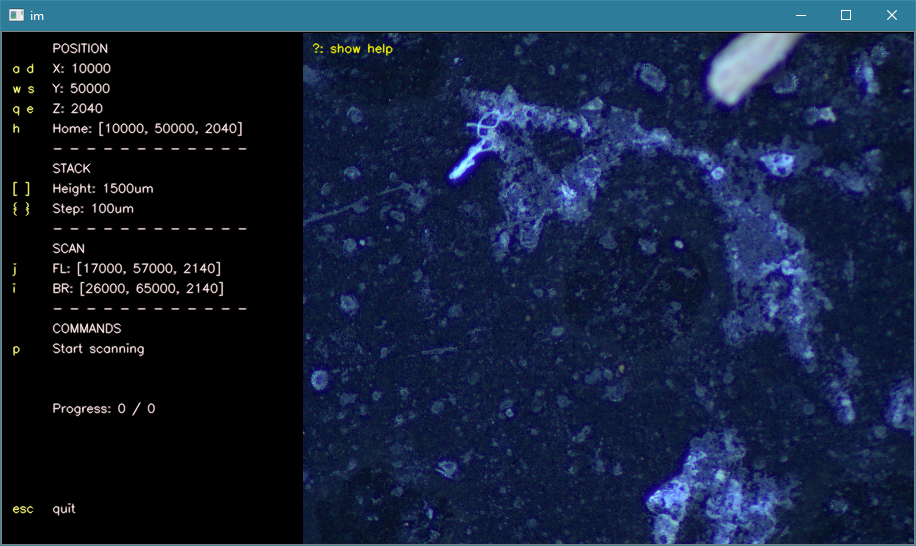 im
?: show help
POSITION
a d X: 10000
w s Y: 50000
q e Z: 2040
h Home: [10000, 50000, 2040]
- - - - - - - - - - - - -
STACK
[ ] Height: 1500um
{ } Step: 100um
- - - - - - - - - - - - -
SCAN
j FL: [17000, 57000, 2140]
i BR: [26000, 65000, 2140]
- - - - - - - - - - - - -
COMMANDS
p Start scanning
Progress: 0 / 0
esc quit